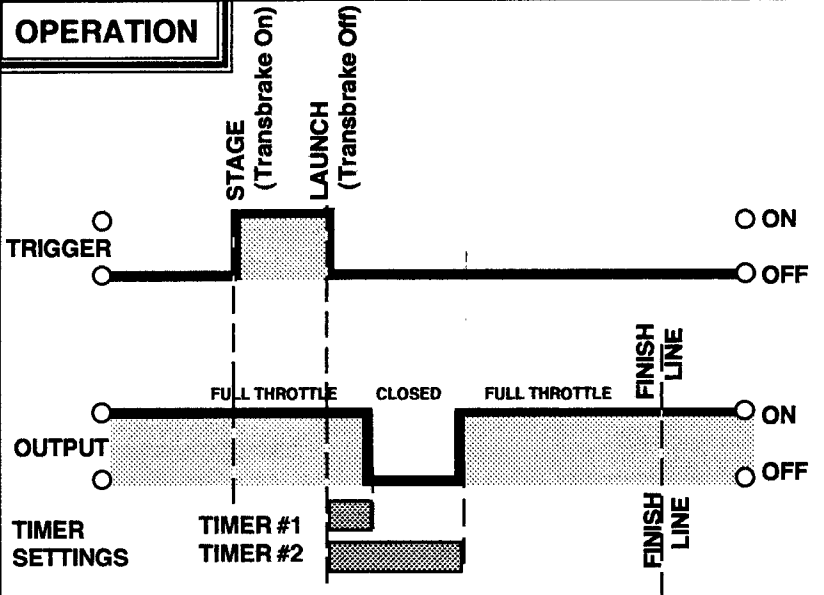 OPERATION
STAGE
(Transbrake On)
LAUNCH
(Transbrake Off)
TRIGGER
ON
OFF
FINISH
LINE
FULL THROTTLE
CLOSED
FULL THROTTLE
ON
OUTPUT
OFF
TIMER
SETTINGS
TIMER #1
TIMER #2
FINISH
LINE